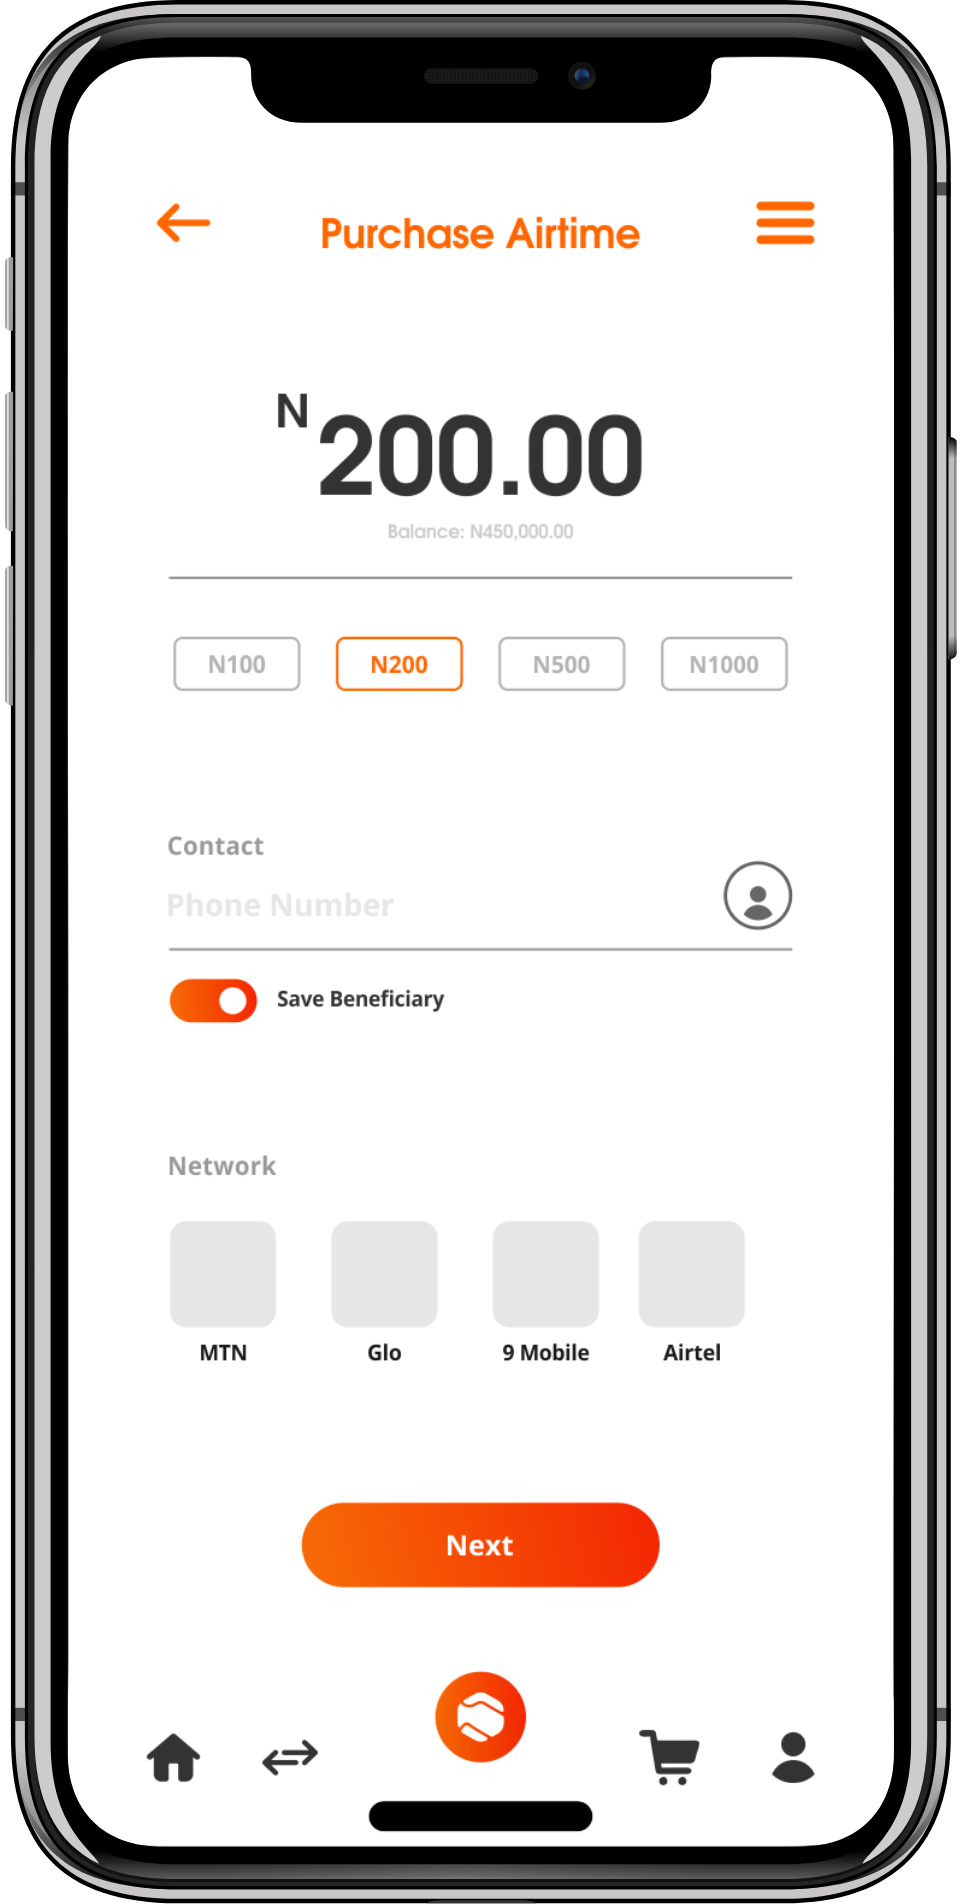 Purchase Airtime
N200.00
Balance: N450,000.00
N100 N200 N500 N1000
Contact
Phone Number
Save Beneficiary
Network
MTN Glo 9 Mobile Airtel
Next